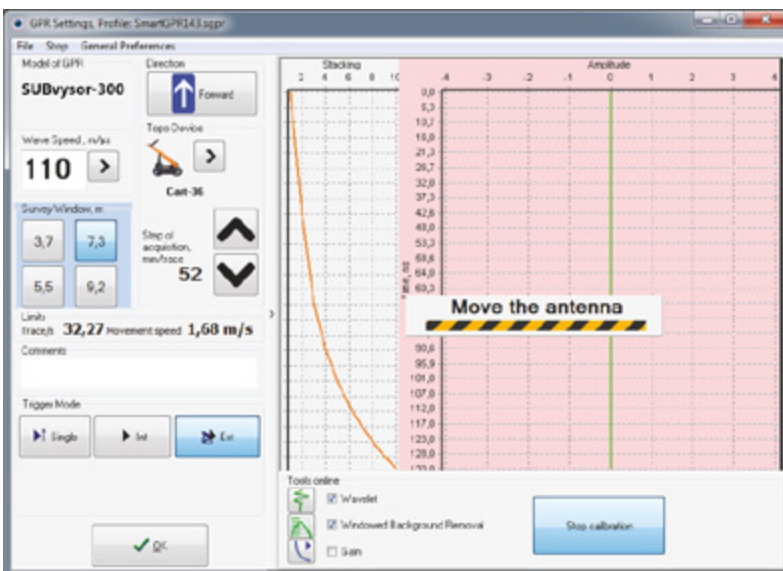 GPR Settings, Profile: SmartGPR143.sgpr
File Stop General Preferences
Model of GPR
SUBvysor-300
Direction
Forward
Wave Speed, m/µs
110
Topo Device
Cart-36
Survey Window, m
3,7 7,3
5,5 9,2
Step of
acquisition,
mm/trace
52
Limits
Trace/s 32,27 Movement speed 1,68 m/s
Comments
Trigger Mode
Single Int Ext
OK
Stacking
2 4 6 8 10
Amplitude
-4 -3 -2 -1 0 1 2 3 4
0,0
5,3
10,7
16,0
21,3
26,7
32,0
37,3
42,6
48,0
53,3
58,6
64,0
69,3
Time, ns
Move the antenna
90,6
95,9
101,3
107,0
112,0
117,0
123,0
128,0
Tools online
Wavelet
Windowed Background Removal
Gain
Stop calibration